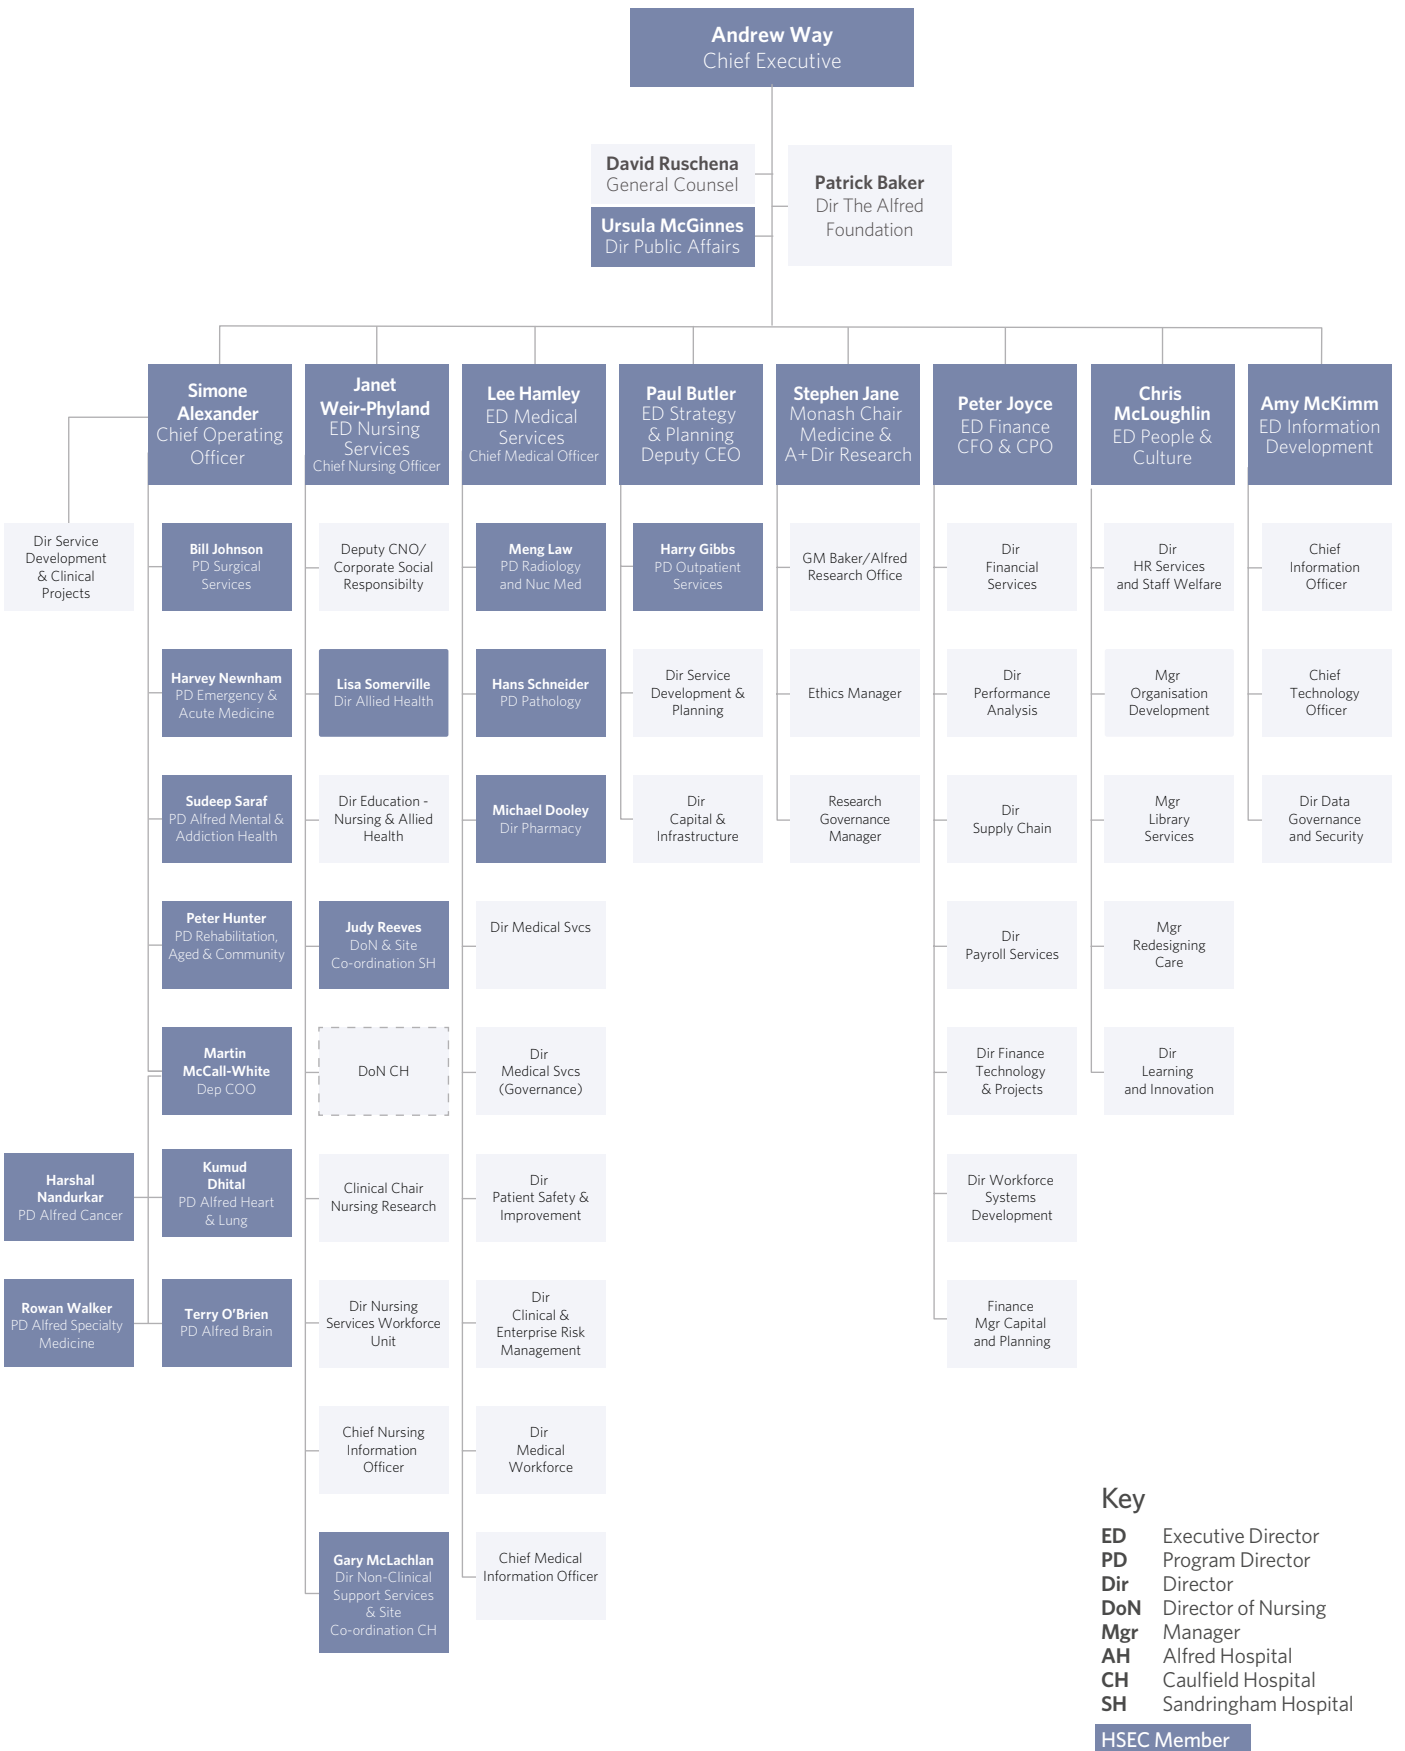 Andrew Way
Chief Executive
David Ruschena
General Counsel
Ursula McGinnes
Dir Public Affairs
Patrick Baker
Dir The Alfred
Foundation
Simone
Alexander
Chief Operating
Officer
Janet
Weir-Phyland
ED Nursing
Services
Chief Nursing Officer
Lee Hamley
ED Medical
Services
Chief Medical Officer
Paul Butler
ED Strategy
& Planning
Deputy CEO
Stephen Jane
Monash Chair
Medicine &
A+Dir Research
Peter Joyce
ED Finance
CFO & CPO
Chris
McLoughlin
ED People &
Culture
Amy McKimm
ED Information
Development
Dir Service
Development
& Clinical
Projects
Bill Johnson
PD Surgical
Services
Deputy CNO/
Corporate Social
Responsibilty
Meng Law
PD Radiology
and Nuc Med
Harry Gibbs
PD Outpatient
Services
GM Baker/Alfred
Research Office
Dir
Financial
Services
Dir
HR Services
and Staff Welfare
Chief
Information
Officer
Harvey Newnham
PD Emergency &
Acute Medicine
Lisa Somerville
Dir Allied Health
Hans Schneider
PD Pathology
Dir Service
Development &
Planning
Ethics Manager
Dir
Performance
Analysis
Mgr
Organisation
Development
Chief
Technology
Officer
Sudeep Saraf
PD Alfred Mental &
Addiction Health
Dir Education -
Nursing & Allied
Health
Michael Dooley
Dir Pharmacy
Dir
Capital &
Infrastructure
Research
Governance
Manager
Dir
Supply Chain
Mgr
Library
Services
Dir Data
Governance
and Security
Peter Hunter
PD Rehabilitation,
Aged & Community
Judy Reeves
DoN & Site
Co-ordination SH
Dir Medical Svcs
Dir
Payroll Services
Mgr
Redesigning
Care
Martin
McCall-White
Dep COO
DoN CH
Dir
Medical Svcs
(Governance)
Dir Finance
Technology
& Projects
Dir
Learning
and Innovation
Harshal
Nandurkar
PD Alfred Cancer
Kumud
Dhital
PD Alfred Heart
& Lung
Clinical Chair
Nursing Research
Dir
Patient Safety &
Improvement
Dir Workforce
Systems
Development
Rowan Walker
PD Alfred Specialty
Medicine
Terry O'Brien
PD Alfred Brain
Dir Nursing
Services Workforce
Unit
Dir
Clinical &
Enterprise Risk
Management
Finance
Mgr Capital
and Planning
Chief Nursing
Information
Officer
Dir
Medical
Workforce
Gary McLachlan
Dir Non-Clinical
Support Services
& Site
Co-ordination CH
Chief Medical
Information Officer
Key
ED Executive Director
PD Program Director
Dir Director
DoN Director of Nursing
Mgr Manager
AH Alfred Hospital
CH Caulfield Hospital
SH Sandringham Hospital
HSEC Member